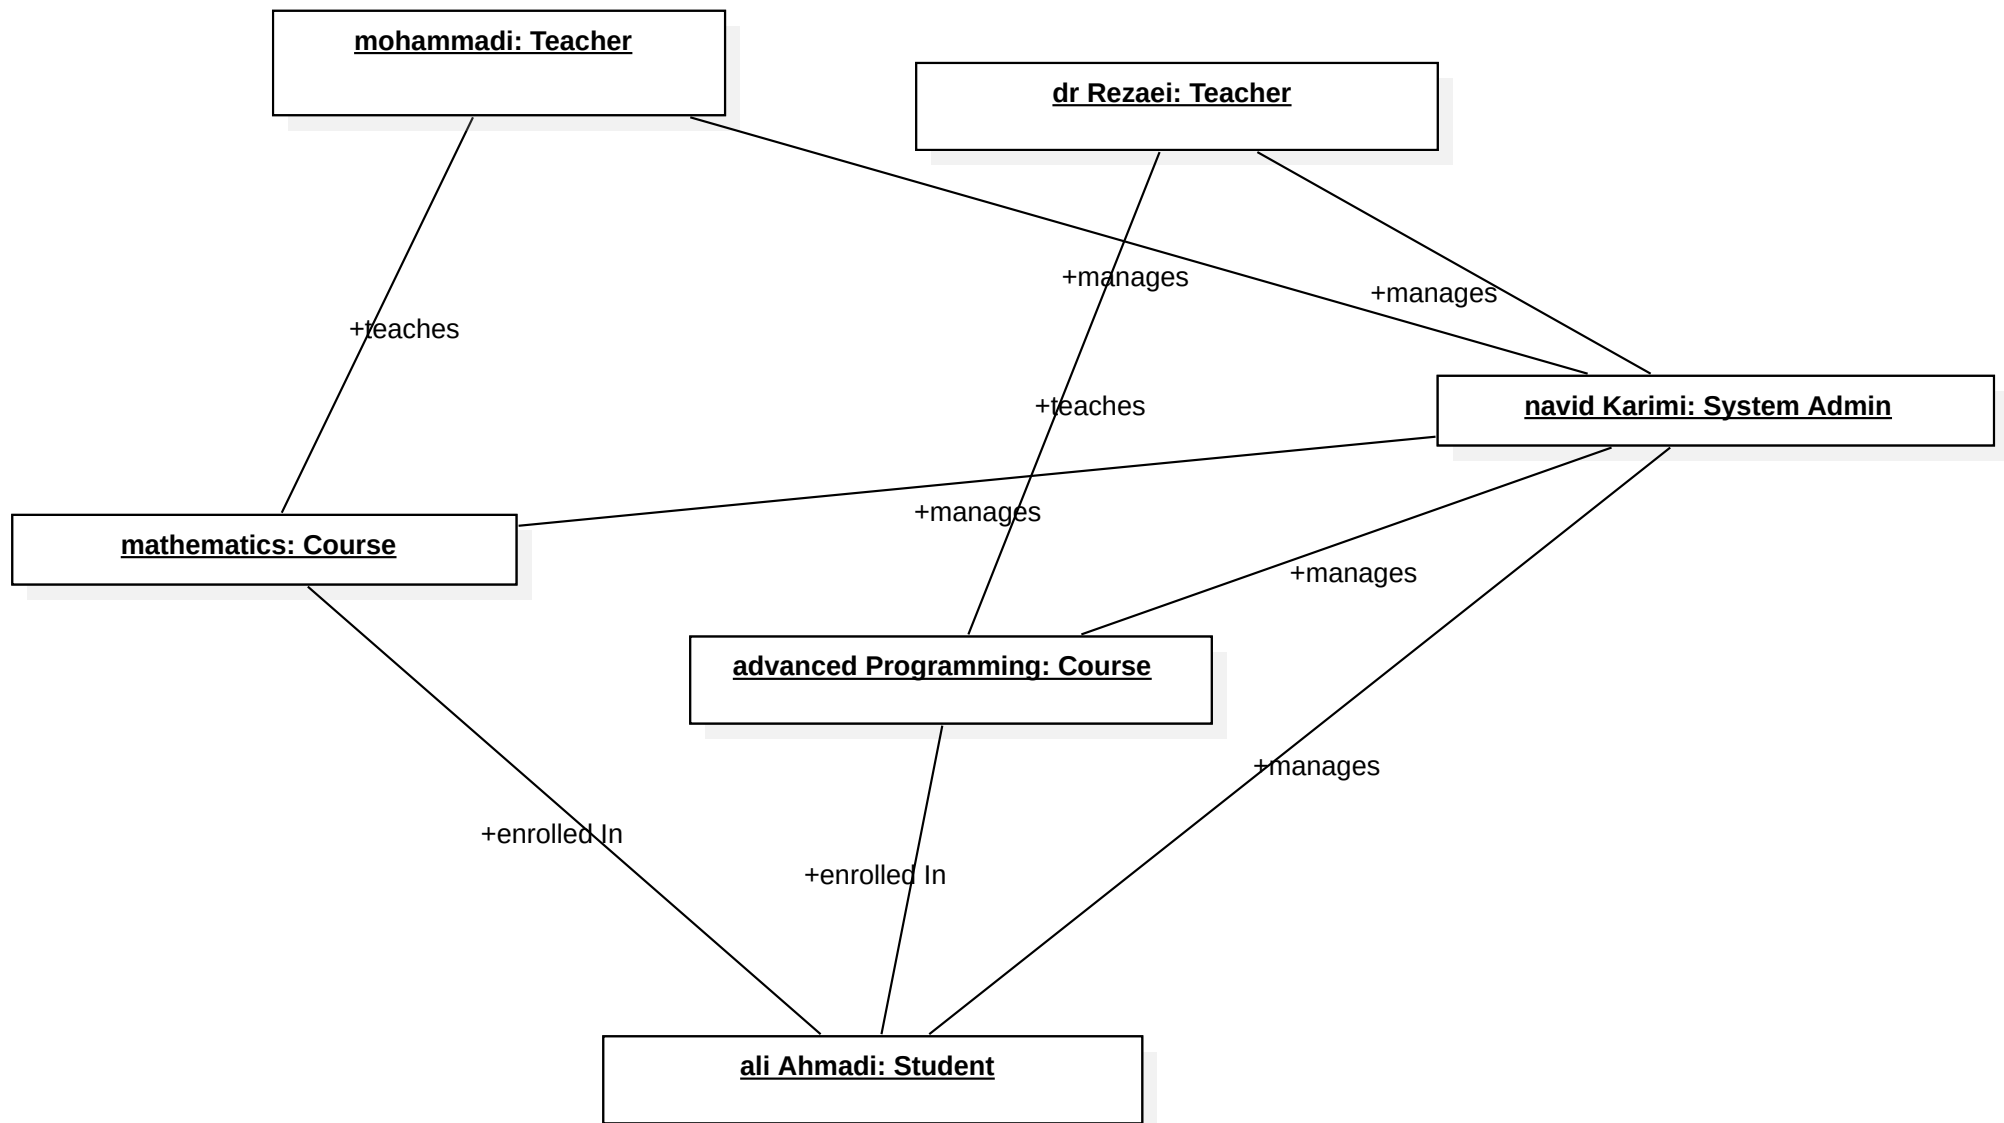 mohammadi: Teacher
dr Rezaei: Teacher
+manages
+manages
+teaches
+teaches
navid Karimi: System Admin
+manages
mathematics: Course
+manages
advanced Programming: Course
+manages
+enrolled In
+enrolled In
ali Ahmadi: Student